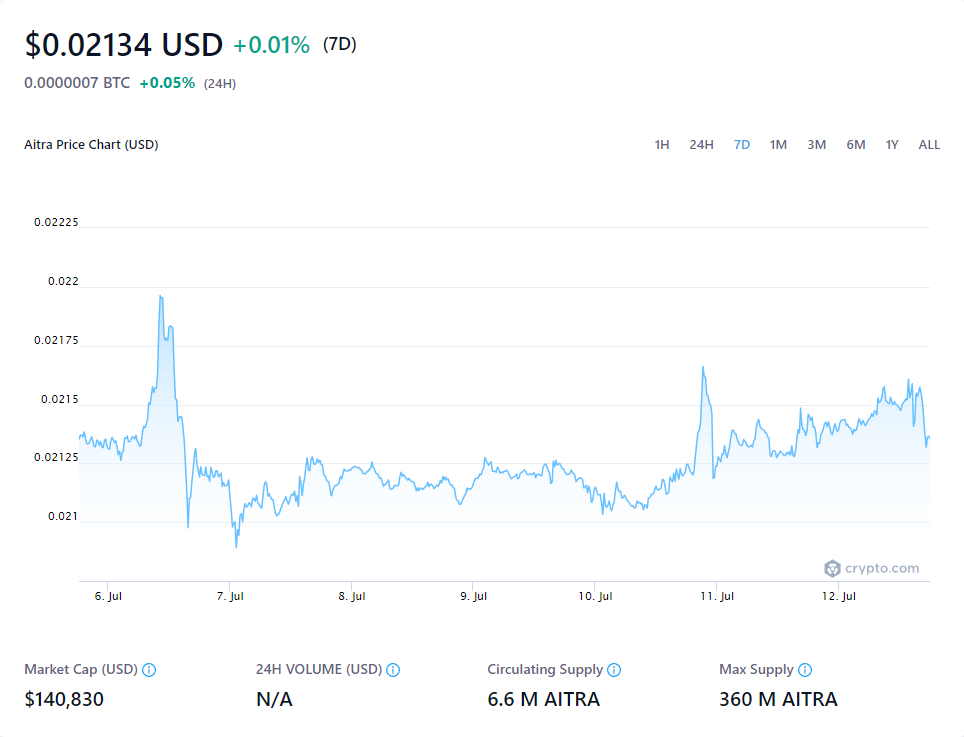 $0.02134 USD +0.01% (7D)
0.0000007 BTC +0.05% (24H)
Aitra Price Chart (USD)
1H 24H 7D 1M 3M 6M 1Y ALL
0.02225
0.022
0.02175
0.0215
0.02125
0.021
crypto.com
6. Jul 7. Jul 8. Jul 9. Jul 10. Jul 11. Jul 12. Jul
Market Cap (USD) 24H VOLUME (USD) Circulating Supply Max Supply
$140,830 N/A 6.6 M AITRA 360 M AITRA